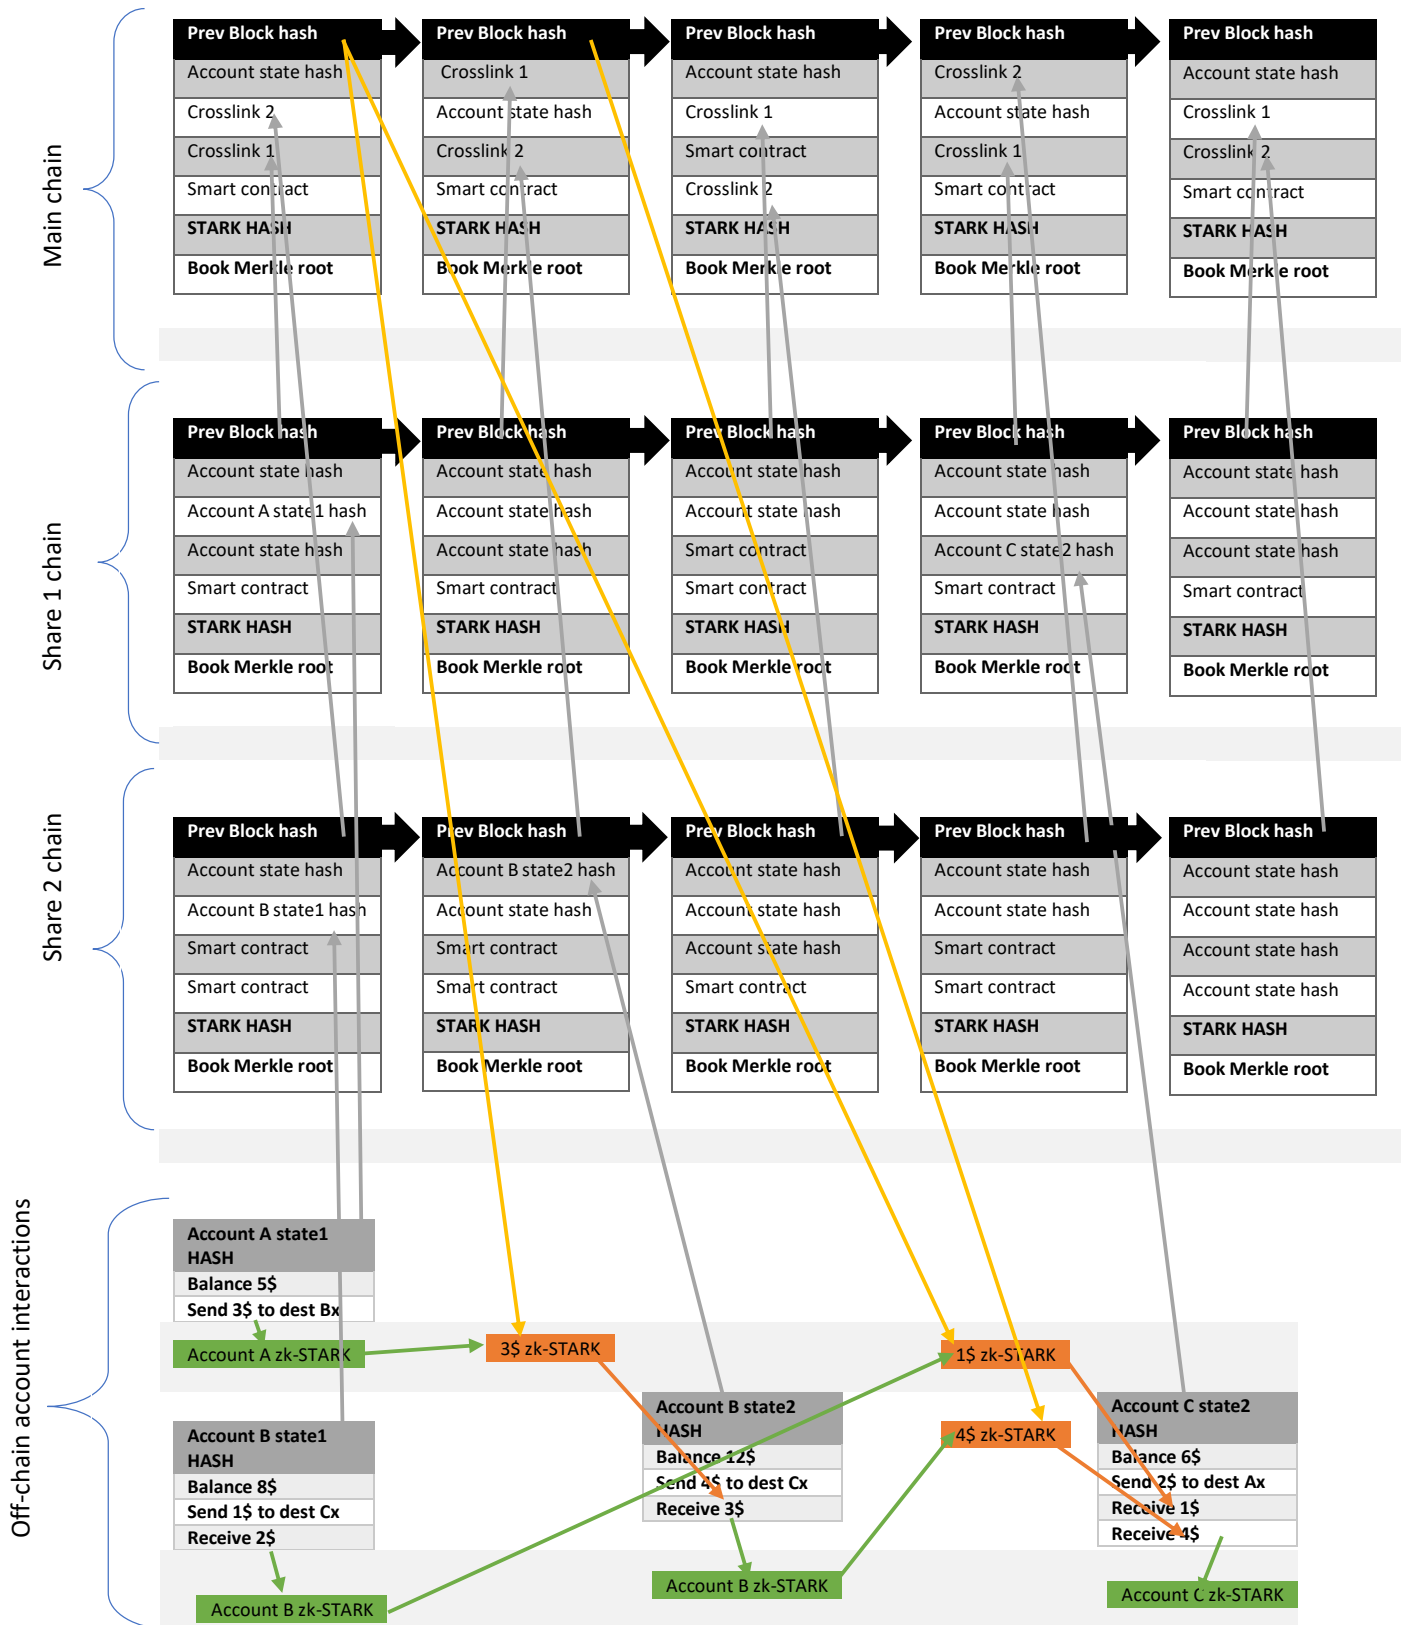 Main chain
Prev Block hash
Account state hash
Crosslink 2
Crosslink 1
Smart contract
STARK HASH
Book Merkle root
Prev Block hash
Crosslink 1
Account state hash
Crosslink 2
Smart contract
STARK HASH
Book Merkle root
Prev Block hash
Account state hash
Crosslink 1
Smart contract
Crosslink 2
STARK HASH
Book Merkle root
Prev Block hash
Crosslink 2
Account state hash
Crosslink 1
Smart contract
STARK HASH
Book Merkle root
Prev Block hash
Account state hash
Crosslink 1
Crosslink 2
Smart contract
STARK HASH
Book Merkle root
Share 1 chain
Prev Block hash
Account state hash
Account A state1 hash
Account state hash
Smart contract
STARK HASH
Book Merkle root
Prev Block hash
Account state hash
Account state hash
Account state hash
Smart contract
STARK HASH
Book Merkle root
Prev Block hash
Account state hash
Account state hash
Smart contract
Smart contract
STARK HASH
Book Merkle root
Prev Block hash
Account state hash
Account state hash
Account C state2 hash
Smart contract
STARK HASH
Book Merkle root
Prev Block hash
Account state hash
Account state hash
Account state hash
Smart contract
STARK HASH
Book Merkle root
Share 2 chain
Prev Block hash
Account state hash
Account B state1 hash
Smart contract
Smart contract
STARK HASH
Book Merkle root
Prev Block hash
Account B state2 hash
Account state hash
Smart contract
Smart contract
STARK HASH
Book Merkle root
Prev Block hash
Account state hash
Account state hash
Account state hash
Smart contract
STARK HASH
Book Merkle root
Prev Block hash
Account state hash
Account state hash
Smart contract
Smart contract
STARK HASH
Book Merkle root
Prev Block hash
Account state hash
Account state hash
Account state hash
Account state hash
STARK HASH
Book Merkle root
Off-chain account interactions
Account A state1
HASH
Balance 5$
Send 3$ to dest Bx
Account A zk-STARK
3$ zk-STARK
1$ zk-STARK
Account B state1
HASH
Balance 8$
Send 1$ to dest Cx
Receive 2$
Account B zk-STARK
Account B state2
HASH
Balance 12$
Send 4$ to dest Cx
Receive 3$
Account B zk-STARK
4$ zk-STARK
Account C state2
HASH
Balance 6$
Send 2$ to dest Ax
Receive 1$
Receive 4$
Account C zk-STARK